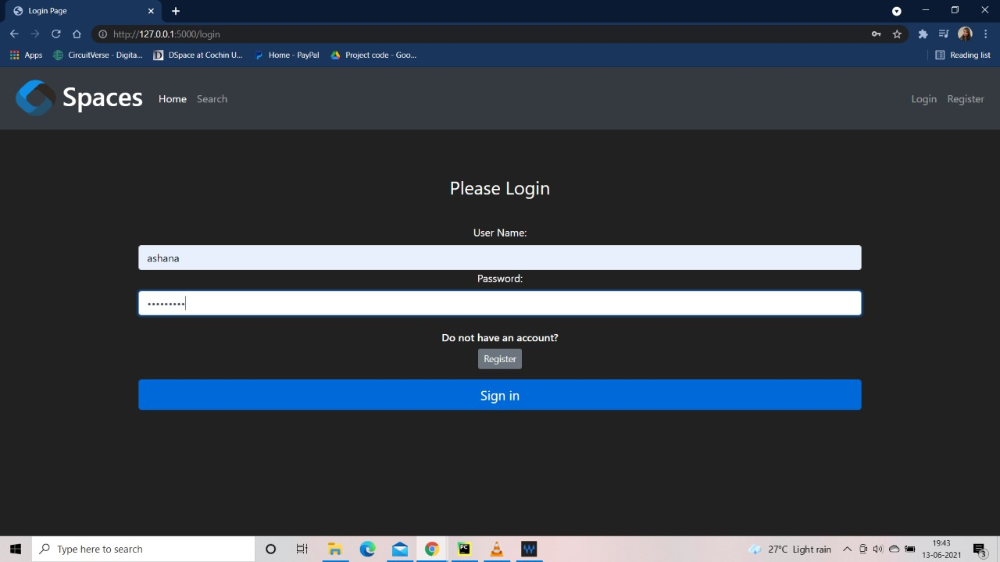 Login Page
http://127.0.0.1:5000/login
Apps
CircuitVerse - Digita...
DSpace at Cochin U...
Home - PayPal
Project code - Goo...
Reading list
Spaces
Home
Search
Login
Register
Please Login
User Name:
ashana
Password:
•••••••••
Do not have an account?
Register
Sign in
Type here to search
27°C Light rain
19:43
13-06-2021
3